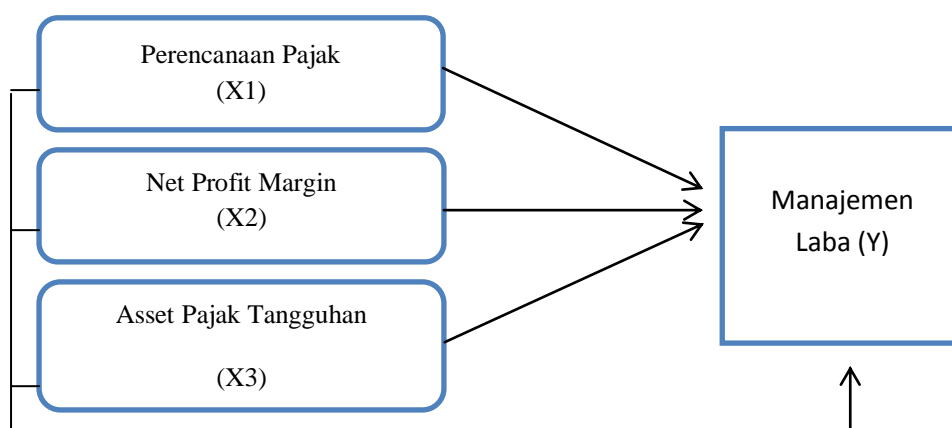 Perencanaan Pajak
(X1)
Net Profit Margin
(X2)
Asset Pajak Tangguhan
(X3)
Manajemen
Laba (Y)